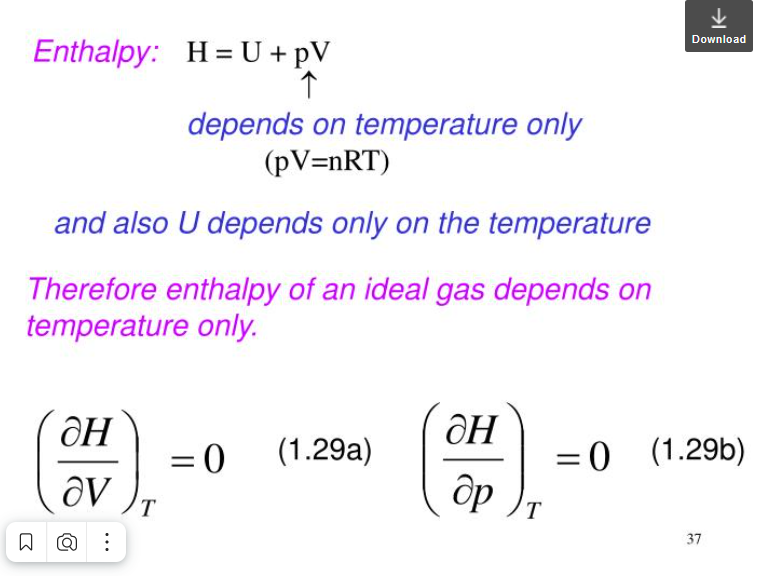 Download
Enthalpy: H = U + pV
↑
depends on temperature only
(pV=nRT)
and also U depends only on the temperature
Therefore enthalpy of an ideal gas depends on
temperature only.
(∂H/∂V)_T = 0 (1.29a) (∂H/∂p)_T = 0 (1.29b)
37